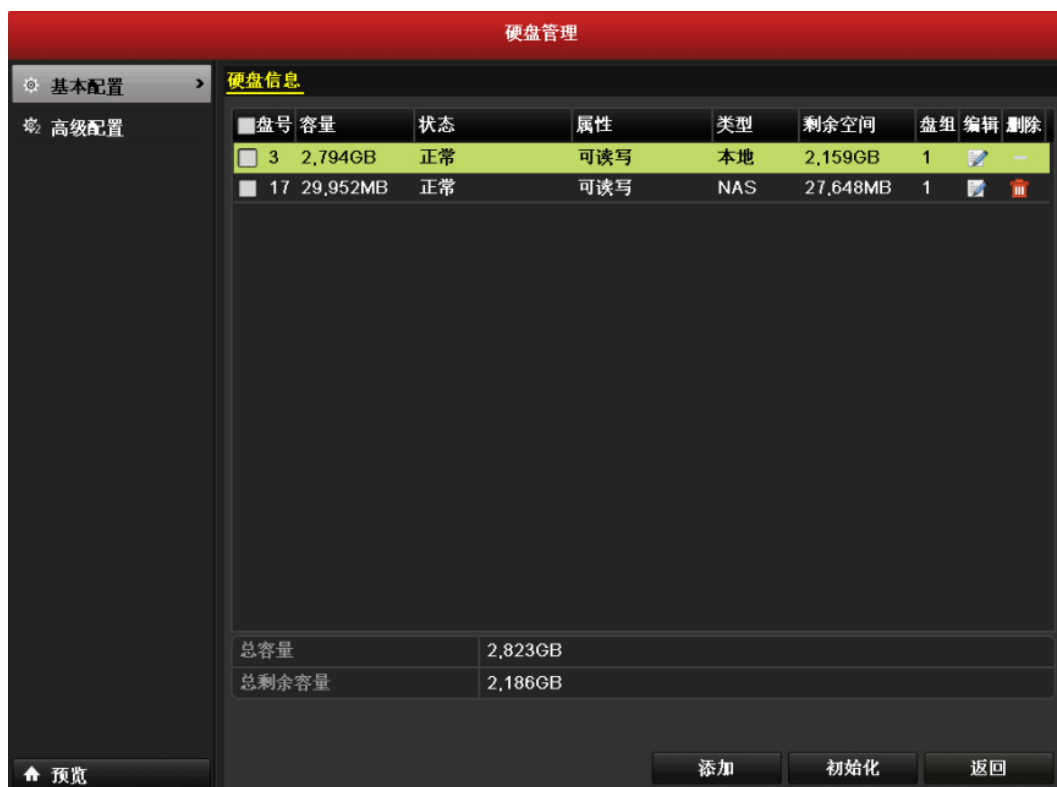 硬盘管理
基本配置
高级配置
硬盘信息
盘号 容量 状态 属性 类型 剩余空间 盘组 编辑 删除
3 2,794GB 正常 可读写 本地 2,159GB 1 —
17 29,952MB 正常 可读写 NAS 27,648MB 1
总容量 2,823GB
总剩余容量 2,186GB
添加 初始化 返回
预览